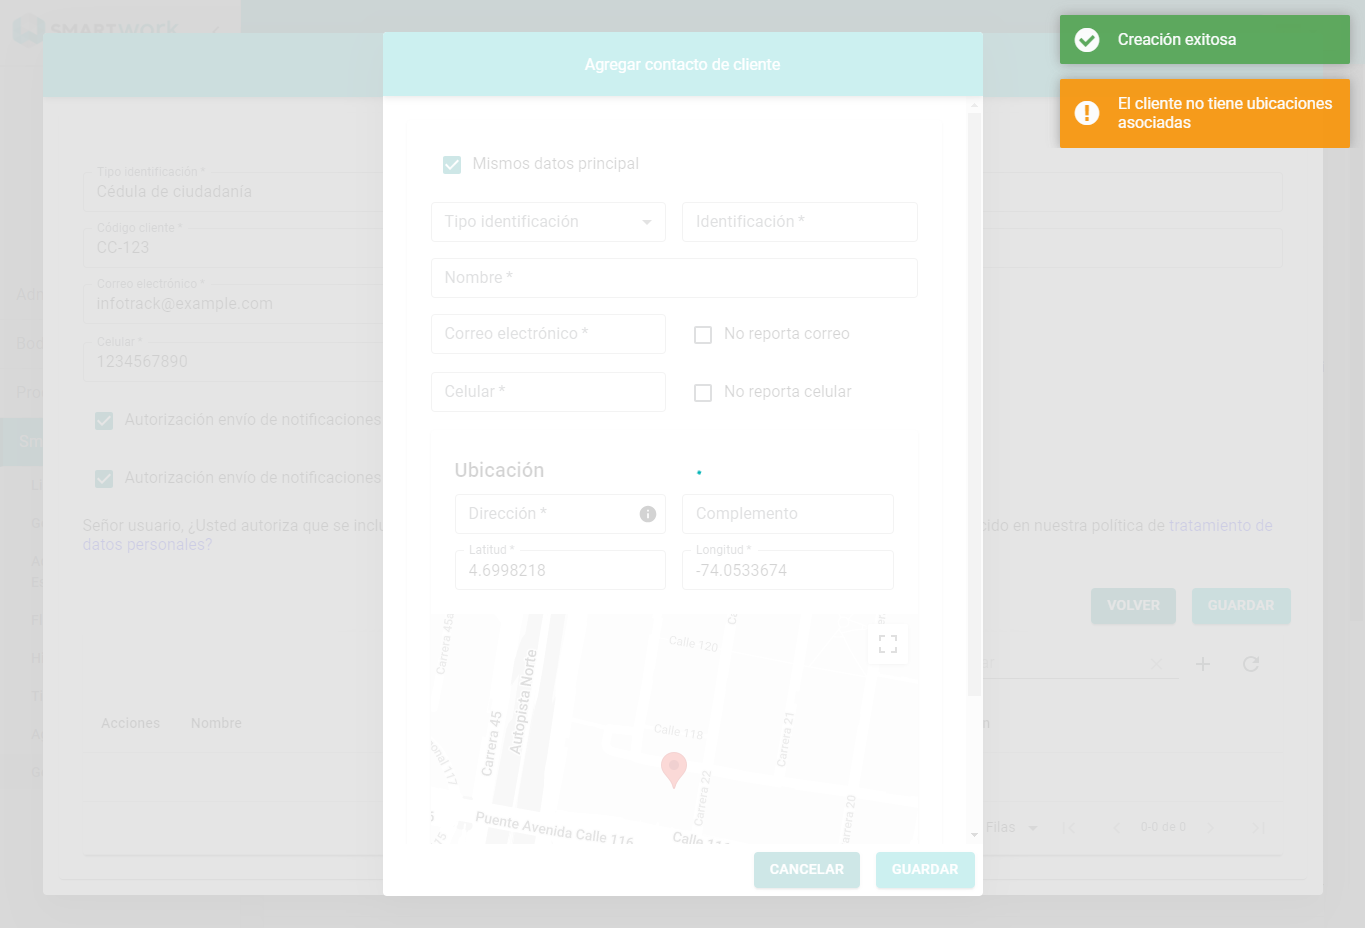 SMARTWORK
Agregar contacto de cliente
Creación exitosa
El cliente no tiene ubicaciones
asociadas
Tipo identificación *
Cédula de ciudadanía
Código cliente *
CC-123
Correo electrónico *
infotrack@example.com
Celular *
1234567890
Autorización envío de notificaciones
Autorización envío de notificaciones
Señor usuario, ¿Usted autoriza que se
cido en nuestra política de tratamiento de
datos personales?
VOLVER
GUARDAR
Acciones
Nombre
Filas
0-0 de 0
Mismos datos principal
Tipo identificación
Identificación *
Nombre *
Correo electrónico *
No reporta correo
Celular *
No reporta celular
Ubicación
Dirección *
Complemento
Latitud *
4.6998218
Longitud *
-74.0533674
Carrera 45a
Calle 120
Autopista Norte
Carrera 45
Calle 118
Carrera 21
Carrera 22
onal 117
arrera 20
Puente Avenida Calle 116
CANCELAR
GUARDAR